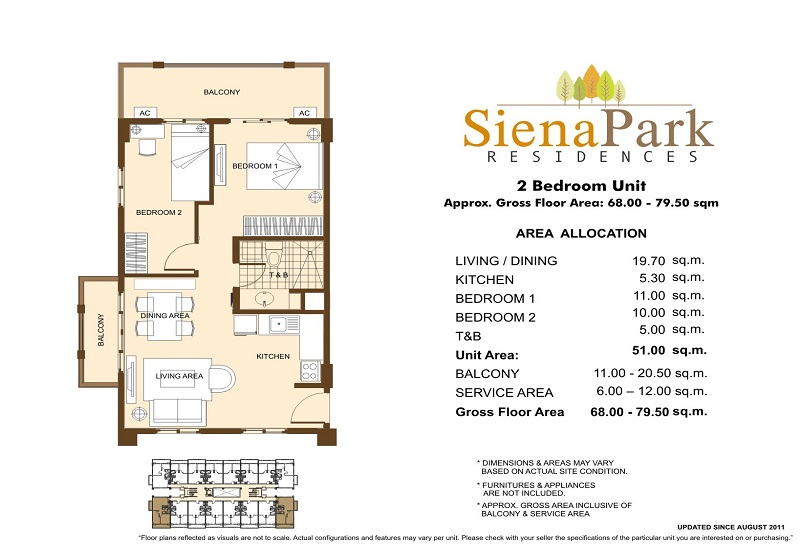 BALCONY
AC
AC
BEDROOM 1
BEDROOM 2
T & B
DINING AREA
BALCONY
KITCHEN
LIVING AREA
SienaPark
RESIDENCES
2 Bedroom Unit
Approx. Gross Floor Area: 68.00 - 79.50 sqm
AREA ALLOCATION
LIVING / DINING 19.70 sq.m.
KITCHEN 5.30 sq.m.
BEDROOM 1 11.00 sq.m.
BEDROOM 2 10.00 sq.m.
T&B 5.00 sq.m.
Unit Area: 51.00 sq.m.
BALCONY 11.00 - 20.50 sq.m.
SERVICE AREA 6.00 – 12.00 sq.m.
Gross Floor Area 68.00 - 79.50 sq.m.
* DIMENSIONS & AREAS MAY VARY
BASED ON ACTUAL SITE CONDITION.
* FURNITURES & APPLIANCES
ARE NOT INCLUDED.
* APPROX. GROSS AREA INCLUSIVE OF
BALCONY & SERVICE AREA
UPDATED SINCE AUGUST 2011
"Floor plans reflected as visuals are not to scale. Actual configurations and features may vary per unit. Please check with your seller the specifications of the particular unit you are interested on or purchasing."